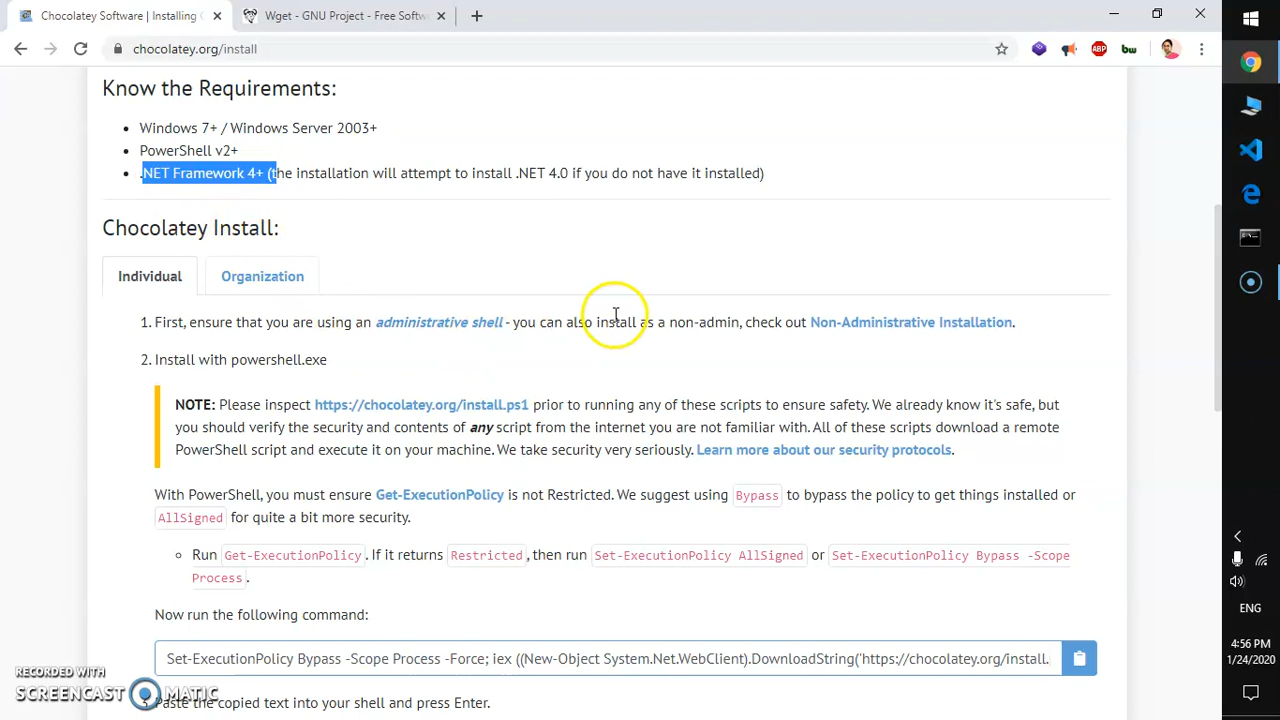 Chocolatey Software | Installing
Wget - GNU Project - Free Softw
chocolatey.org/install
ABP
bw
Know the Requirements:
• Windows 7+ / Windows Server 2003+
• PowerShell v2+
• .NET Framework 4+ (the installation will attempt to install .NET 4.0 if you do not have it installed)
Chocolatey Install:
Individual
Organization
1. First, ensure that you are using an administrative shell - you can also install as a non-admin, check out Non-Administrative Installation.
2. Install with powershell.exe
NOTE: Please inspect https://chocolatey.org/install.ps1 prior to running any of these scripts to ensure safety. We already know it's safe, but
you should verify the security and contents of any script from the internet you are not familiar with. All of these scripts download a remote
PowerShell script and execute it on your machine. We take security very seriously. Learn more about our security protocols.
With PowerShell, you must ensure Get-ExecutionPolicy is not Restricted. We suggest using Bypass to bypass the policy to get things installed or
AllSigned for quite a bit more security.
Run Get-ExecutionPolicy. If it returns Restricted, then run Set-ExecutionPolicy AllSigned or Set-ExecutionPolicy Bypass -Scope
Process.
Now run the following command:
Set-ExecutionPolicy Bypass -Scope Process -Force; iex ((New-Object System.Net.WebClient).DownloadString('https://chocolatey.org/install.
3. Paste the copied text into your shell and press Enter.
RECORDED WITH
SCREENCAST MATIC
ENG
4:56 PM
1/24/2020